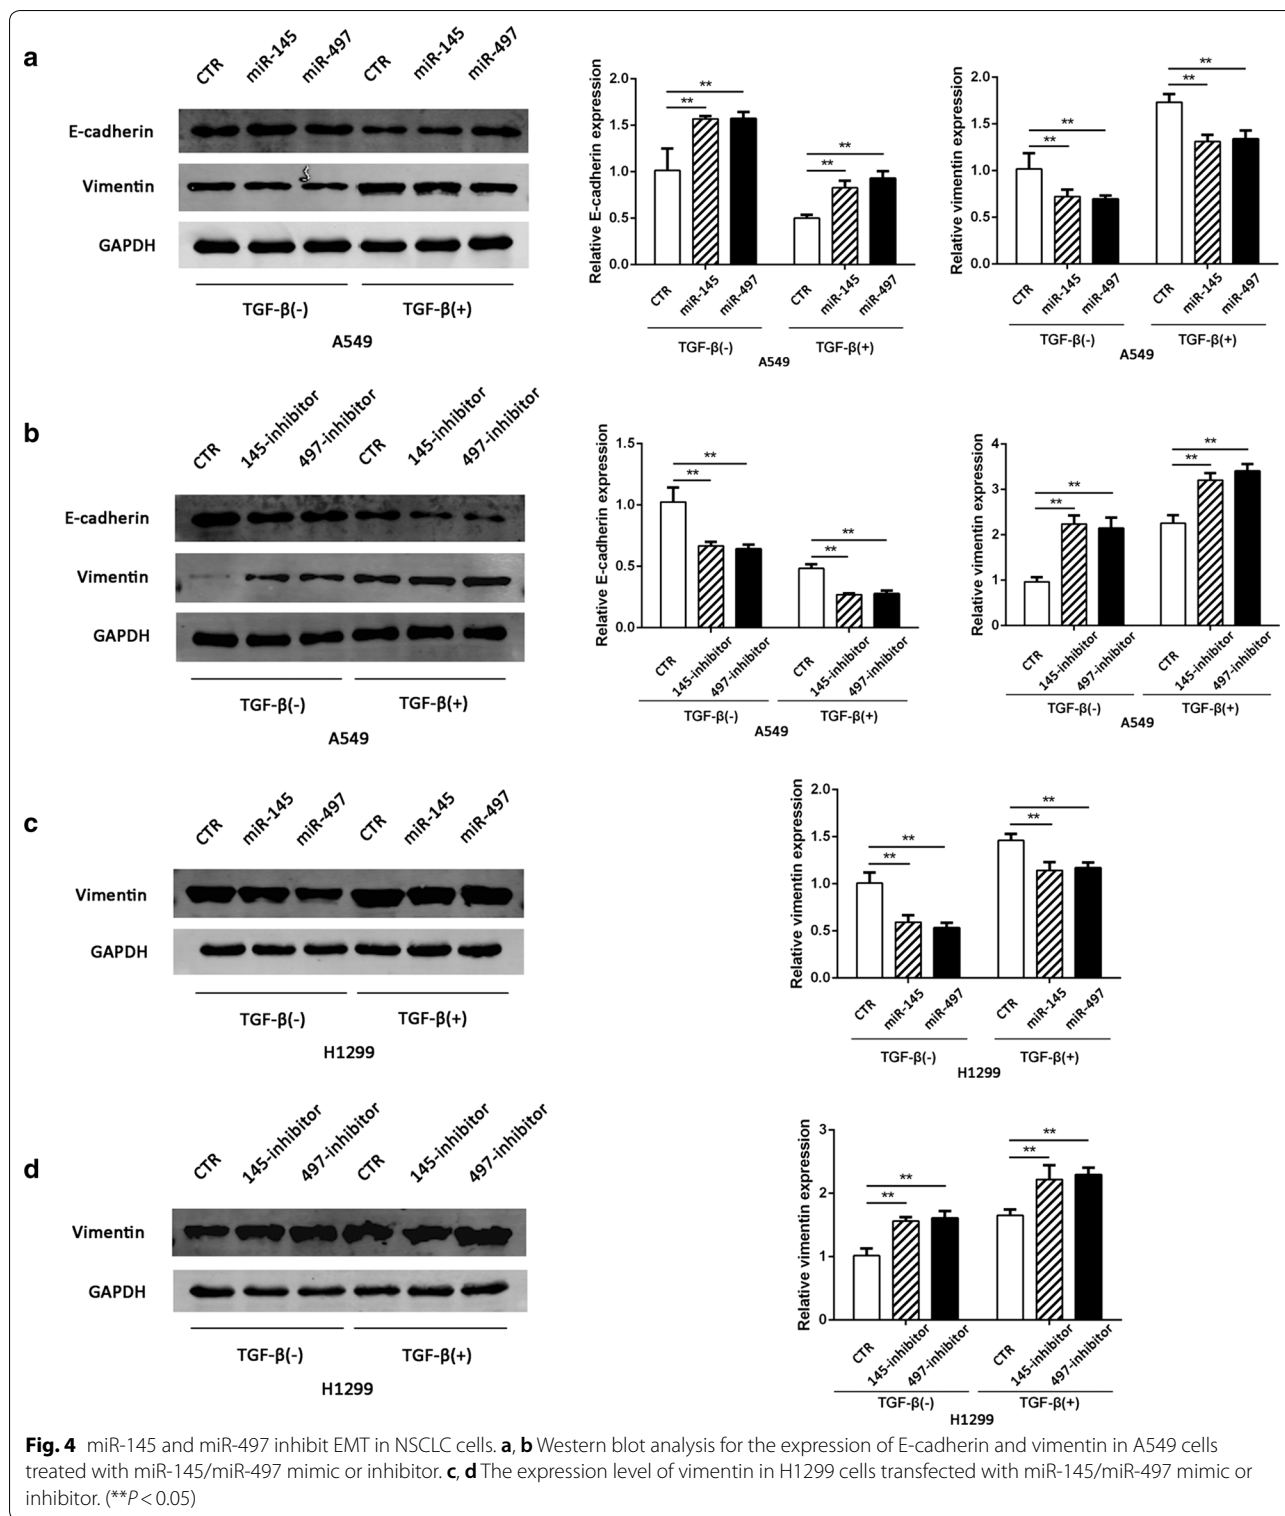 a
CTR
miR-145
miR-497
CTR
miR-145
miR-497
E-cadherin
Vimentin
GAPDH
TGF-β(-)
TGF-β(+)
A549
Relative E-cadherin expression
2.0
1.5
1.0
0.5
0.0
**
**
**
**
CTR
miR-145
miR-497
CTR
miR-145
miR-497
TGF-β(-)
TGF-β(+)
A549
Relative vimentin expression
2.0
1.5
1.0
0.5
0.0
**
**
**
**
CTR
miR-145
miR-497
CTR
miR-145
miR-497
TGF-β(-)
TGF-β(+)
A549
b
CTR
145-inhibitor
497-inhibitor
CTR
145-inhibitor
497-inhibitor
E-cadherin
Vimentin
GAPDH
TGF-β(-)
TGF-β(+)
A549
Relative E-cadherin expression
1.5
1.0
0.5
0.0
**
**
**
**
CTR
145-inhibitor
497-inhibitor
CTR
145-inhibitor
497-inhibitor
TGF-β(-)
TGF-β(+)
A549
Relative vimentin expression
4
3
2
1
0
**
**
**
**
CTR
145-inhibitor
497-inhibitor
CTR
145-inhibitor
497-inhibitor
TGF-β(-)
TGF-β(+)
A549
c
CTR
miR-145
miR-497
CTR
miR-145
miR-497
Vimentin
GAPDH
TGF-β(-)
TGF-β(+)
H1299
Relative vimentin expression
2.0
1.5
1.0
0.5
0.0
**
**
**
**
CTR
miR-145
miR-497
CTR
miR-145
miR-497
TGF-β(-)
TGF-β(+)
H1299
d
CTR
145-inhibitor
497-inhibitor
CTR
145-inhibitor
497-inhibitor
Vimentin
GAPDH
TGF-β(-)
TGF-β(+)
H1299
Relative vimentin expression
3
2
1
0
**
**
**
**
CTR
145-inhibitor
497-inhibitor
CTR
145-inhibitor
497-inhibitor
TGF-β(-)
TGF-β(+)
H1299
Fig. 4 miR-145 and miR-497 inhibit EMT in NSCLC cells. a, b Western blot analysis for the expression of E-cadherin and vimentin in A549 cells
treated with miR-145/miR-497 mimic or inhibitor. c, d The expression level of vimentin in H1299 cells transfected with miR-145/miR-497 mimic or
inhibitor. (**P < 0.05)